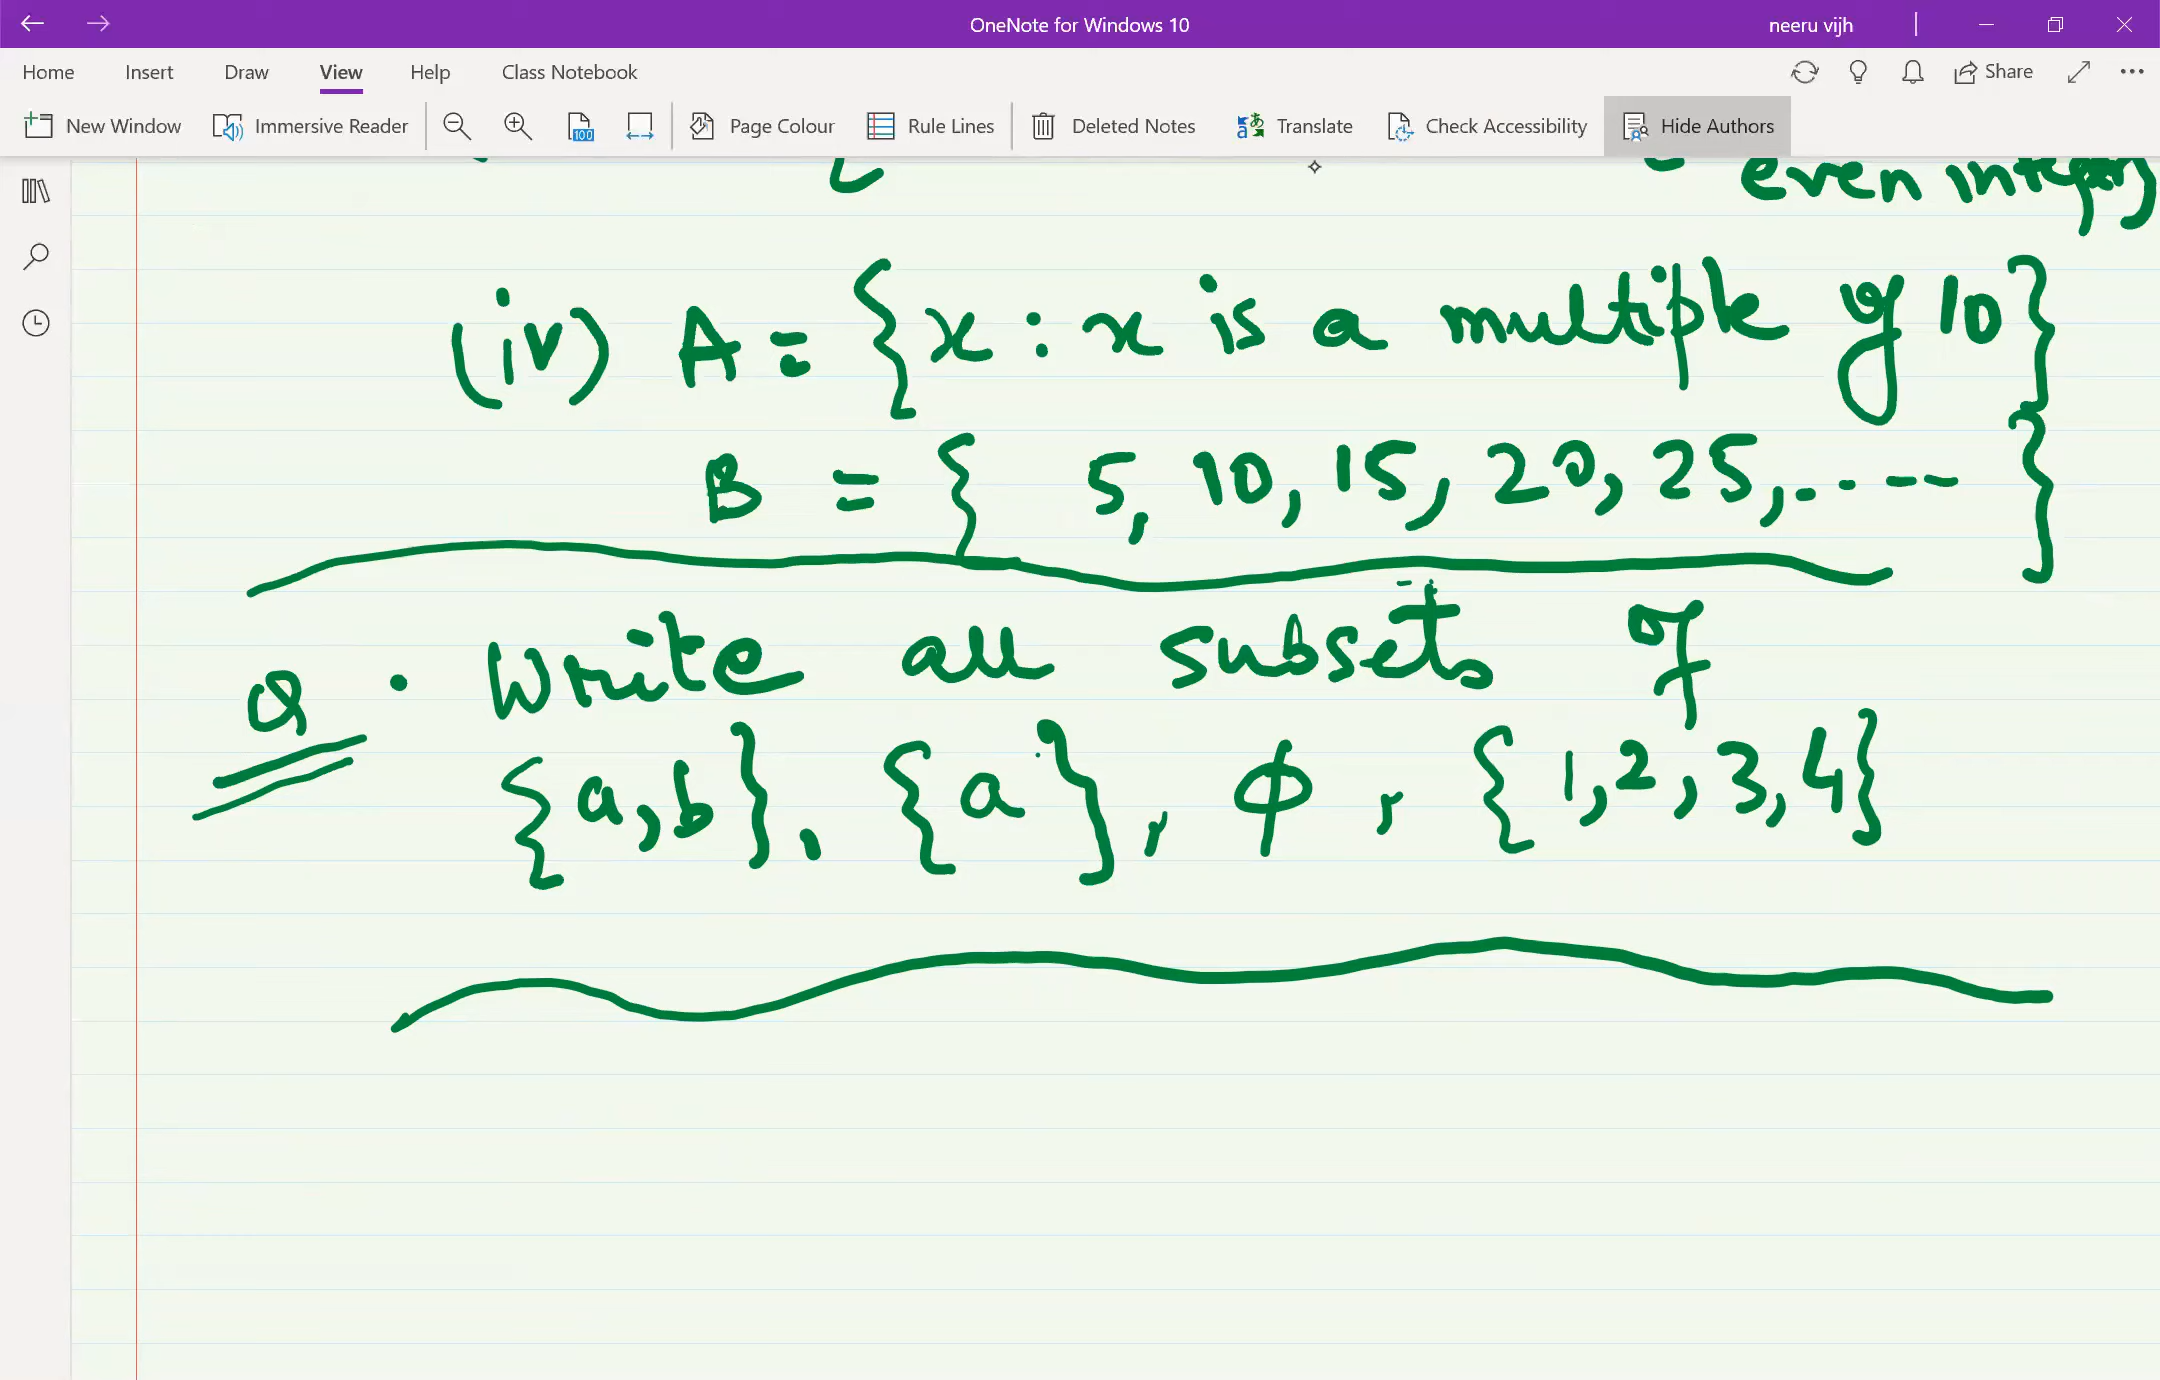 OneNote for Windows 10
neeru vijh
Home Insert Draw View Help Class Notebook
Share
New Window Immersive Reader 100 Page Colour Rule Lines Deleted Notes Translate Check Accessibility Hide Authors
even
(iv) A = {x : x is a multiple of 10}
B = { 5, 10, 15, 20, 25, ..--- }
Q . Write all subsets of
{a,b}, {a}, ϕ, {1,2,3,4}